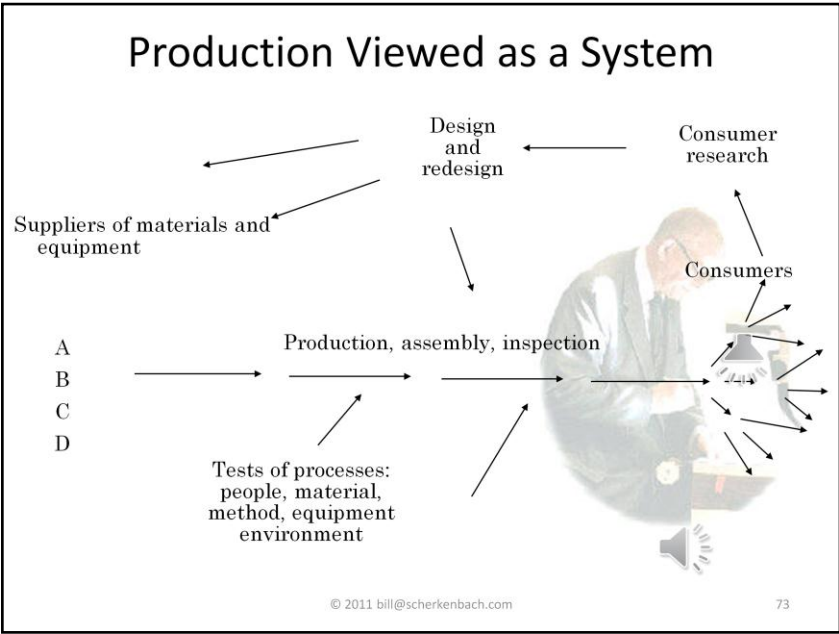 Production Viewed as a System
Design
and
redesign
Consumer
research
Suppliers of materials and
equipment
Consumers
Production, assembly, inspection
A
B
C
D
Tests of processes:
people, material,
method, equipment
environment
© 2011 bill@scherkenbach.com
73